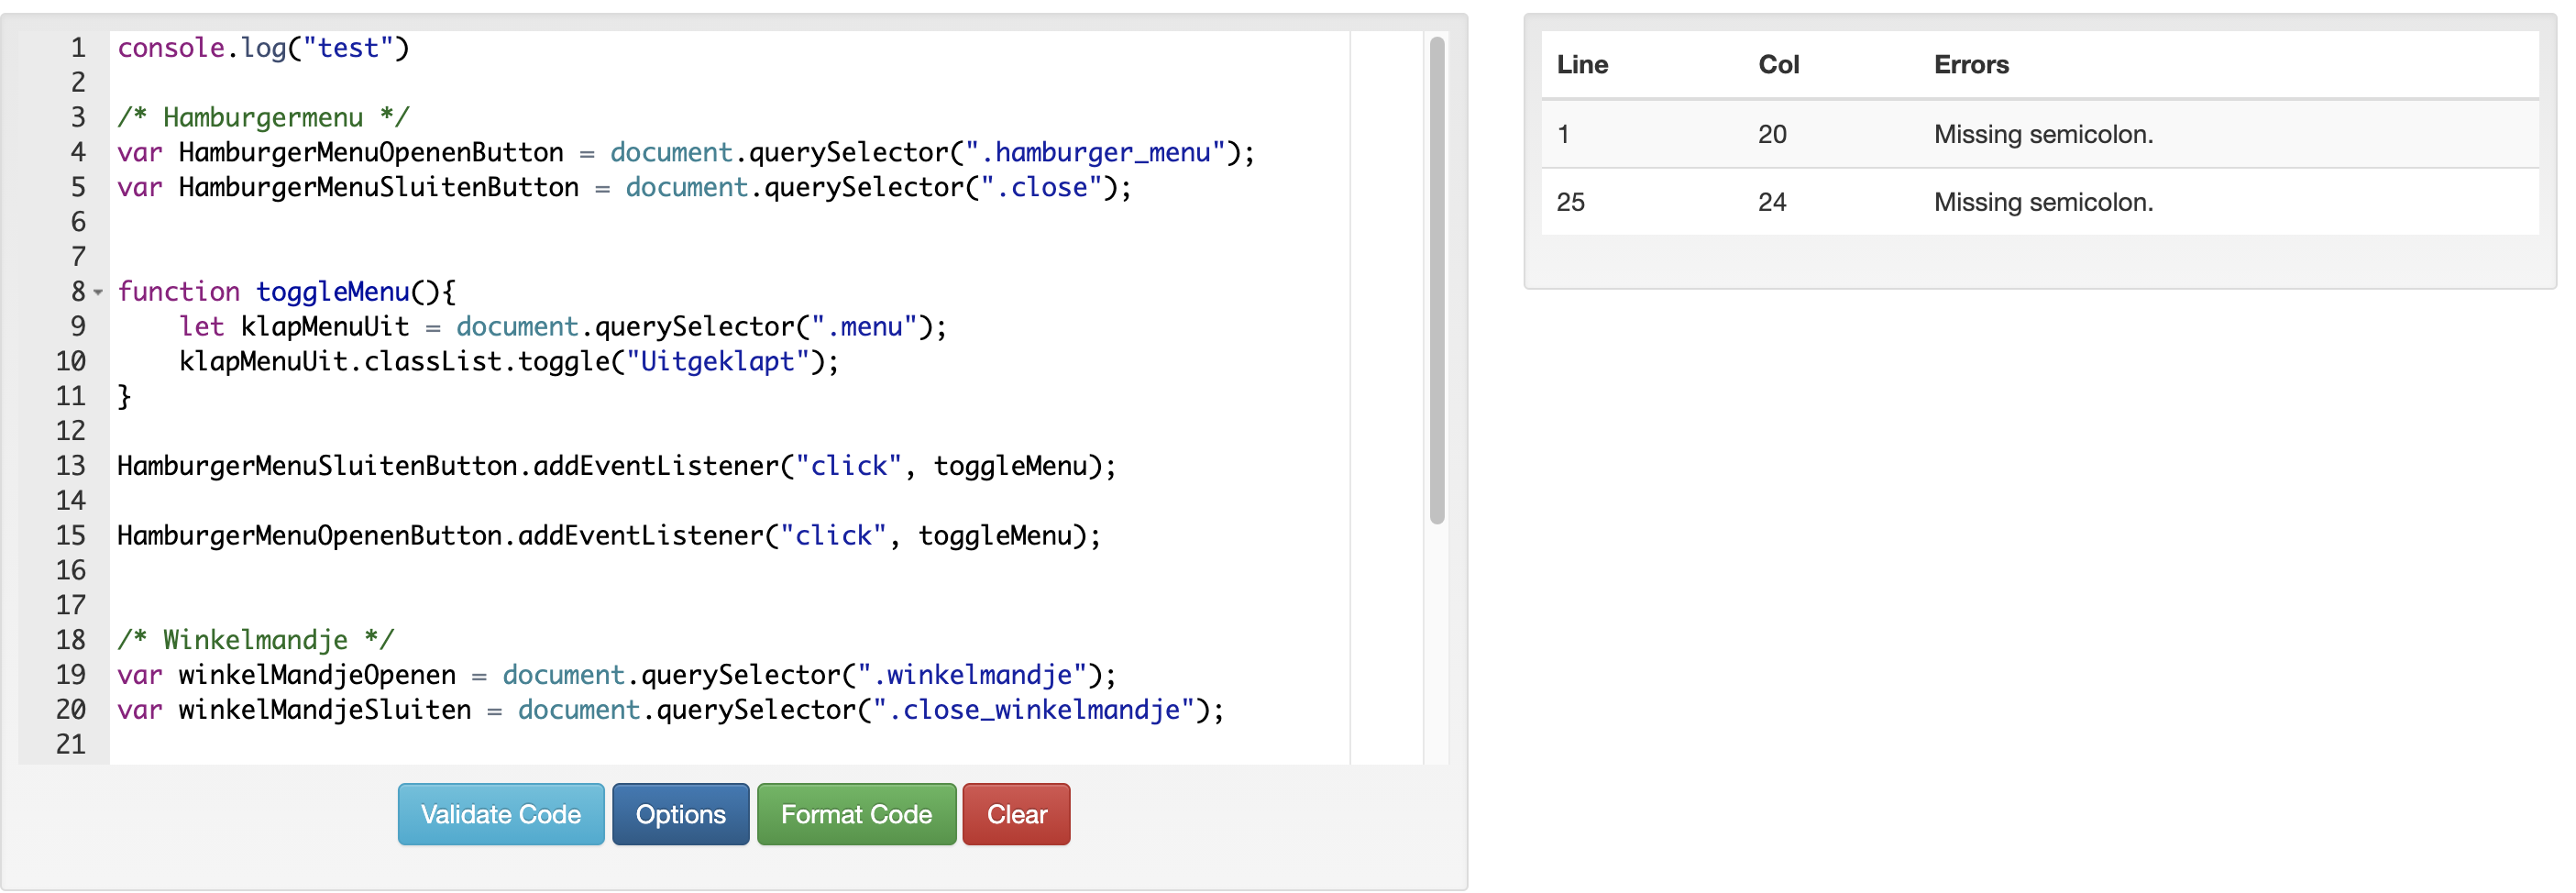 1 console.log("test")
2
3 /* Hamburgermenu */
4 var HamburgerMenuOpenenButton = document.querySelector(".hamburger_menu");
5 var HamburgerMenuSluitenButton = document.querySelector(".close");
6
7
8 function toggleMenu(){
9 let klapMenuUit = document.querySelector(".menu");
10 klapMenuUit.classList.toggle("Uitgeklapt");
11 }
12
13 HamburgerMenuSluitenButton.addEventListener("click", toggleMenu);
14
15 HamburgerMenuOpenenButton.addEventListener("click", toggleMenu);
16
17
18 /* Winkelmandje */
19 var winkelMandjeOpenen = document.querySelector(".winkelmandje");
20 var winkelMandjeSluiten = document.querySelector(".close_winkelmandje");
21
Validate Code Options Format Code Clear
Line Col Errors
1 20 Missing semicolon.
25 24 Missing semicolon.